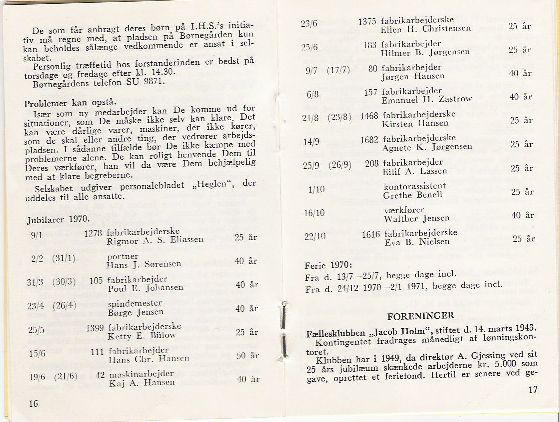 De som får anbragt deres børn på I.H.S.'s initia-
tiv må regne med, at pladsen på Børnegården kun
kan beholdes sålænge vedkommende er ansat i sel-
skabet.
Personlig træffetid hos forstanderinden er bedst på
torsdage og fredage efter kl. 14.30.
Børnegårdens telefon SU 9871.
Problemer kan opstå.
Især som ny medarbejder kan De komme ud for
situationer, som De måske ikke selv kan klare. Det
kan være dårlige varer, maskiner, der ikke kører,
som de skal eller andre ting, der vedrører arbejds-
pladsen. I sådanne tilfælde bør De ikke kæmpe med
problemerne alene. De kan roligt henvende Dem til
Deres værkfører, han vil da være Dem behjælpelig
med at klare begreberne.
Selskabet udgiver personalebladet „Heglen“, der
uddeles til alle ansatte.
Jubilarer 1970.
9/1 1278 fabrikarbejderske
Rigmor A. S. Eliassen 25 år
2/2 (31/1) portner
Hans J. Sørensen 40 år
31/3 (30/3) 105 fabrikarbejder
Poul E. Johansen 40 år
23/4 (26/4) spindemester
Børge Jensen 40 år
25/5 1399 fabrikarbejderske
Ketty E. Bülow 25 år
15/6 111 fabrikarbejder
Hans Chr. Hansen 50 år
19/6 (21/6) 42 maskinarbejder
Kaj A. Hansen 40 år
16
23/6 1375 fabrikarbejderske
Ellen H. Christensen 25 år
25/6 183 fabrikarbejder
Hilmer B. Jørgensen 25 år
9/7 (17/7) 80 fabrikarbejder
Jørgen Hansen 40 år
6/8 157 fabrikarbejder
Emanuel H. Zastrow 40 år
21/8 (23/8) 1468 fabrikarbejderske
Kirsten Hansen 25 år
14/9 1682 fabrikarbejderske
Agnete K. Jørgensen 25 år
25/9 (26/9) 208 fabrikarbejder
Eilif A. Lassen 25 år
1/10 kontorassistent
Grethe Beneli 25 år
16/10 værkfører
Walther Jensen 40 år
22/10 1616 fabrikarbejderske
Eva B. Nielsen 25 år
Ferie 1970:
Fra d. 13/7 -25/7, begge dage incl.
Fra d. 24/12 1970 -2/1 1971, begge dage incl.
FORENINGER
Fællesklubben „Jacob Holm“, stiftet d. 14. marts 1943.
Kontingentet fradrages månedligt af lønningskon-
toret.
Klubben har i 1949, da direktør A. Gjessing ved sit
25 års jubilæum skænkede arbejderne kr. 5.000 som
gave, oprettet et feriefond. Hertil er senere ved ge-
17